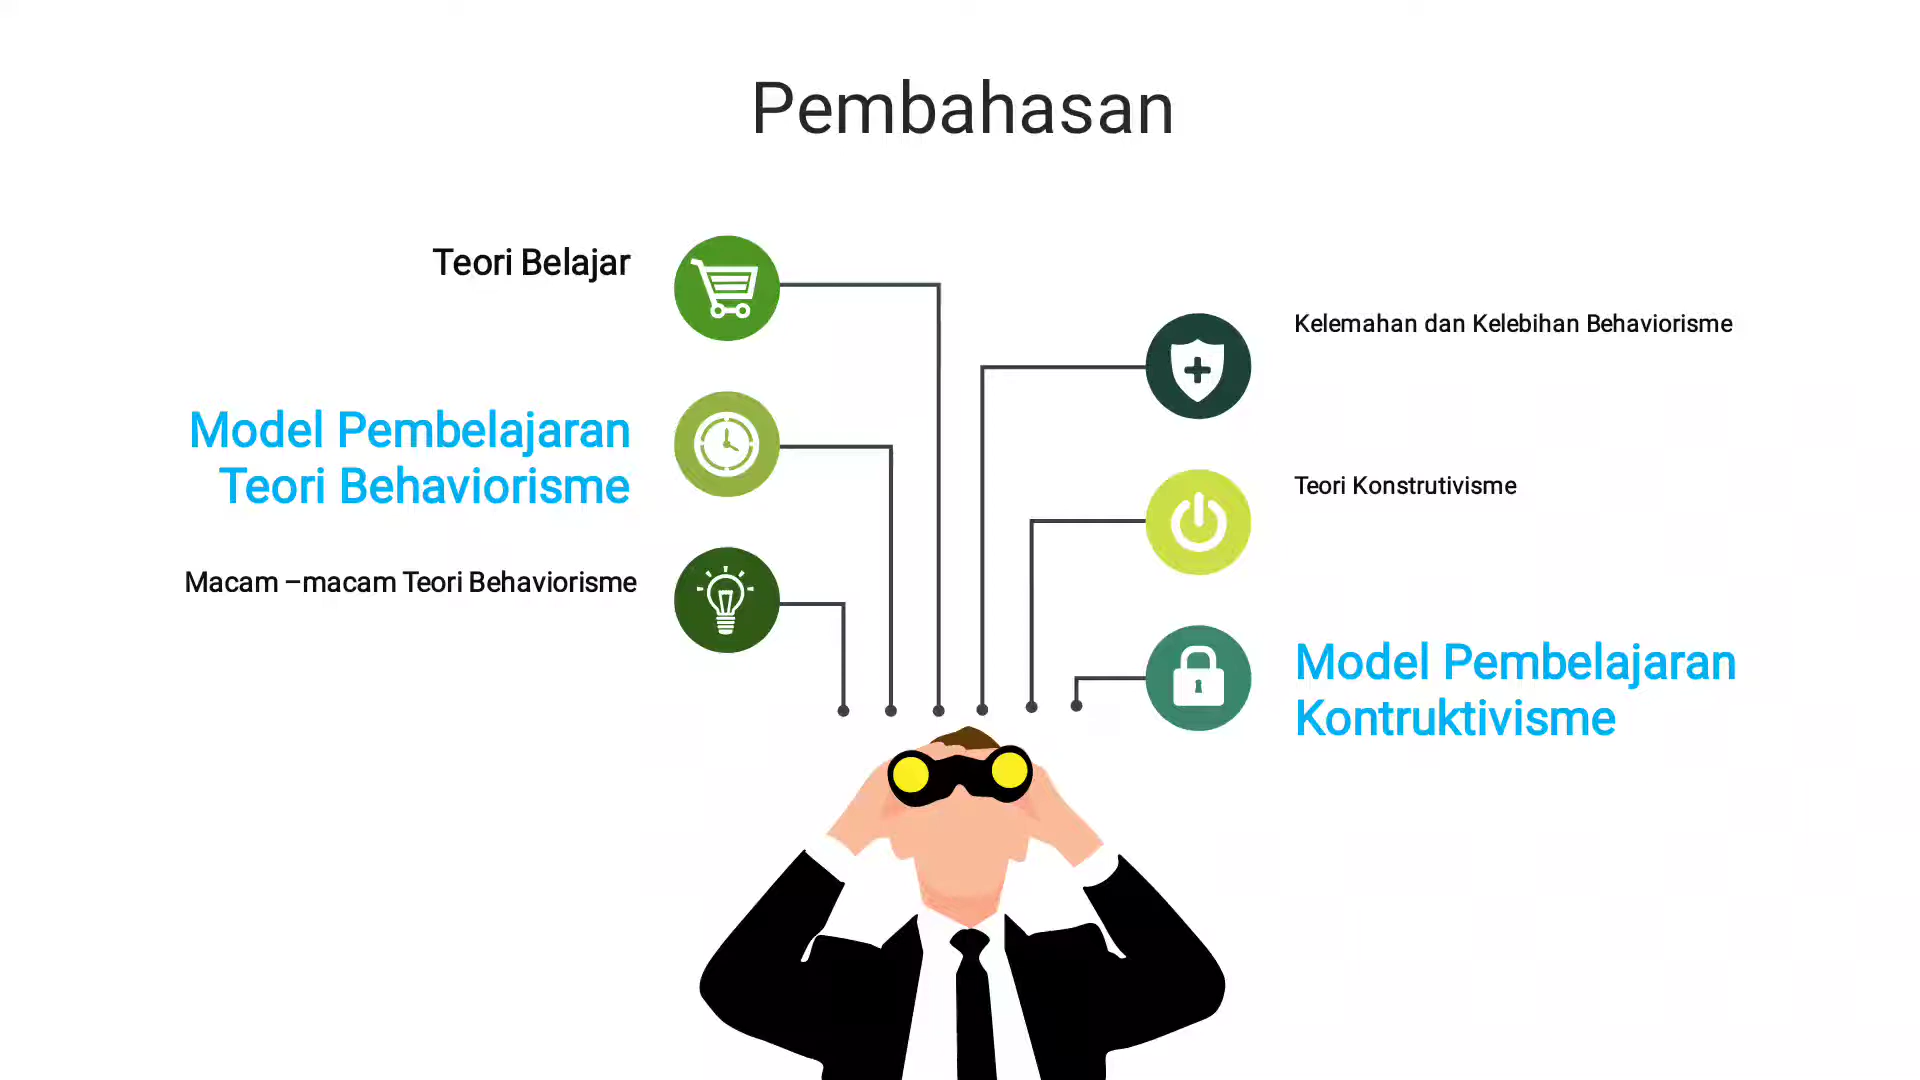 Pembahasan
Teori Belajar
Model Pembelajaran
Teori Behaviorisme
Macam –macam Teori Behaviorisme
Kelemahan dan Kelebihan Behaviorisme
Teori Konstrutivisme
Model Pembelajaran
Kontruktivisme